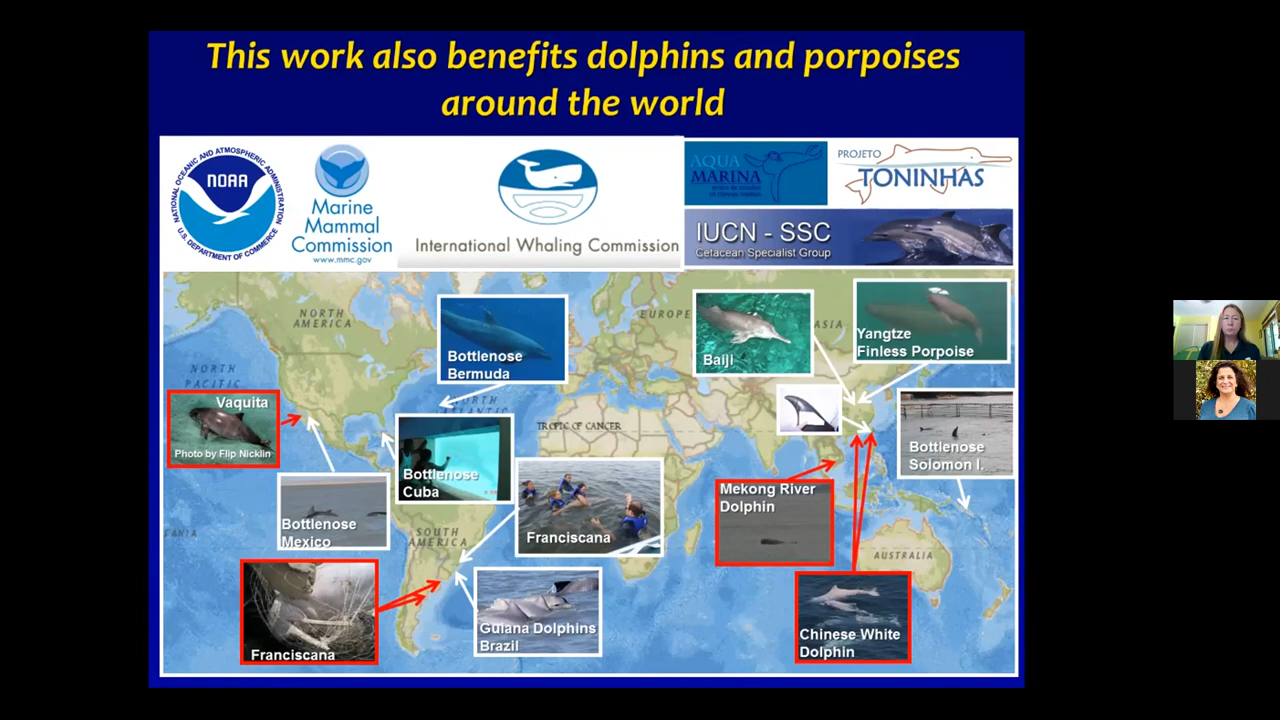 This work also benefits dolphins and porpoises
around the world
NATIONAL OCEANIC AND ATMOSPHERIC ADMINISTRATION
NOAA
U.S. DEPARTMENT OF COMMERCE
Marine
Mammal
Commission
www.mmc.gov
International Whaling Commission
AQUA
MARINA
PROJETO
TONINHAS
IUCN - SSC
Cetacean Specialist Group
NORTH
AMERICA
EUROPE
ASIA
NORTH
PACIFIC
NORTH
ATLANTIC
TROPIC OF CANCER
SOUTH
AMERICA
AUSTRALIA
Bottlenose
Bermuda
Baiji
Yangtze
Finless Porpoise
Vaquita
Photo by Flip Nicklin
Bottlenose
Cuba
Bottlenose
Solomon I.
Bottlenose
Mexico
Franciscana
Mekong River
Dolphin
Franciscana
Guiana Dolphins
Brazil
Chinese White
Dolphin